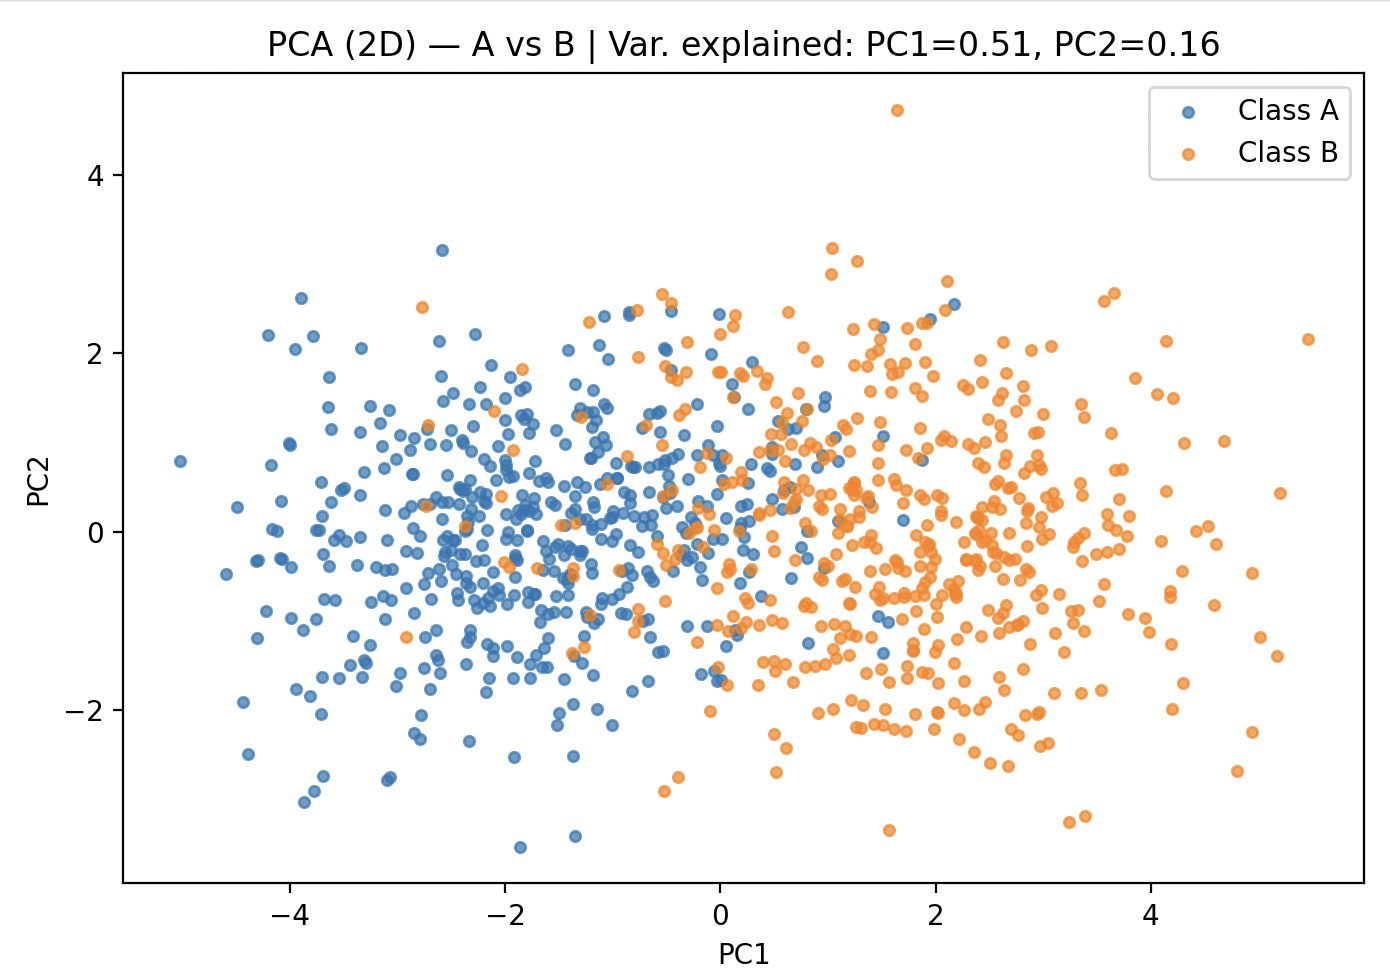 PCA (2D) — A vs B | Var. explained: PC1=0.51, PC2=0.16
Class A
Class B
4
2
0
−2
PC2
−4
−2
0
2
4
PC1